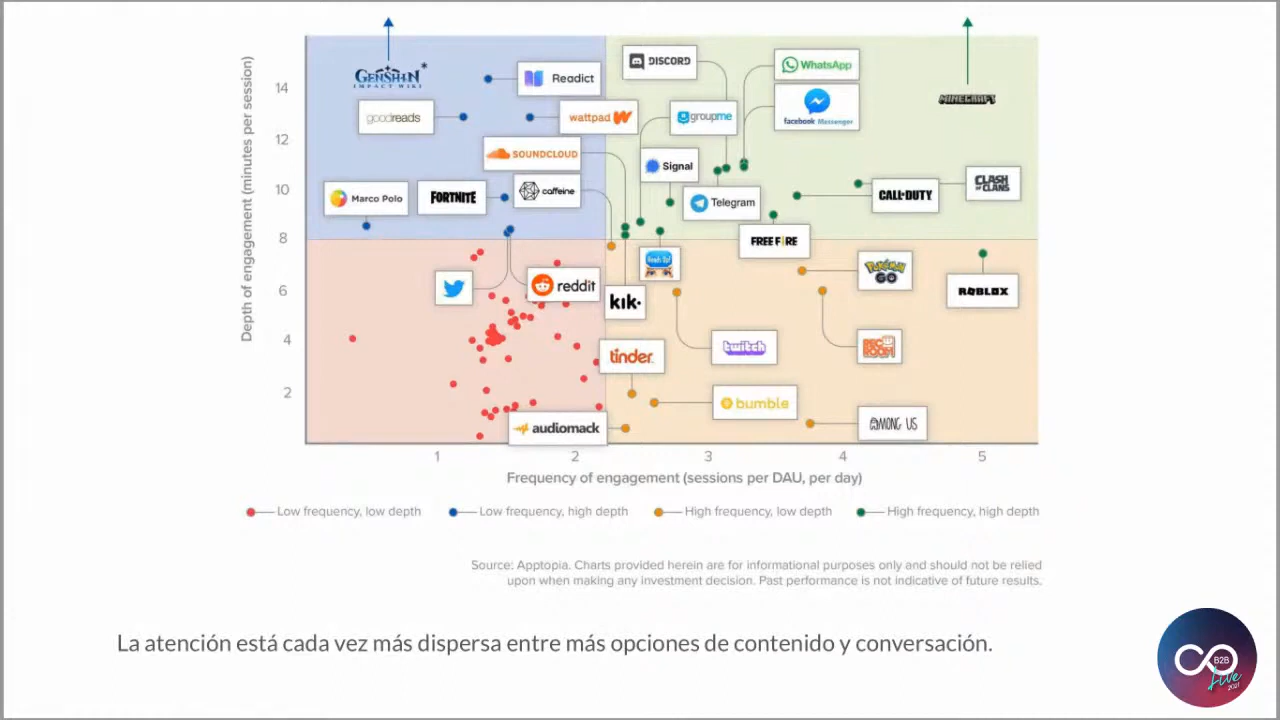 Depth of engagement (minutes per session)
14
12
10
8
6
4
2
GENSHIN
IMPACT WIKI
goodreads
Readict
wattpad
SOUNDCLOUD
Marco Polo
FORTNITE
caffeine
DISCORD
groupme
Signal
Telegram
WhatsApp
facebook Messenger
MINECRAFT
CALL OF DUTY
CLASH OF CLANS
FREE FIRE
reddit
kik.
Heads Up!
POKÉMON
GO
ROBLOX
tinder
twitch
REC
ROOM
bumble
audiomack
AMONG US
1
2
3
4
5
Frequency of engagement (sessions per DAU, per day)
Low frequency, low depth
Low frequency, high depth
High frequency, low depth
High frequency, high depth
Source: Apptopia. Charts provided herein are for informational purposes only and should not be relied
upon when making any investment decision. Past performance is not indicative of future results.
La atención está cada vez más dispersa entre más opciones de contenido y conversación.
B2B
Live
2021